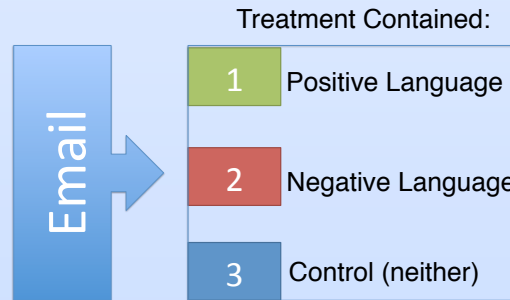 Treatment Contained:
Email
1 Positive Language
2 Negative Language
3 Control (neither)